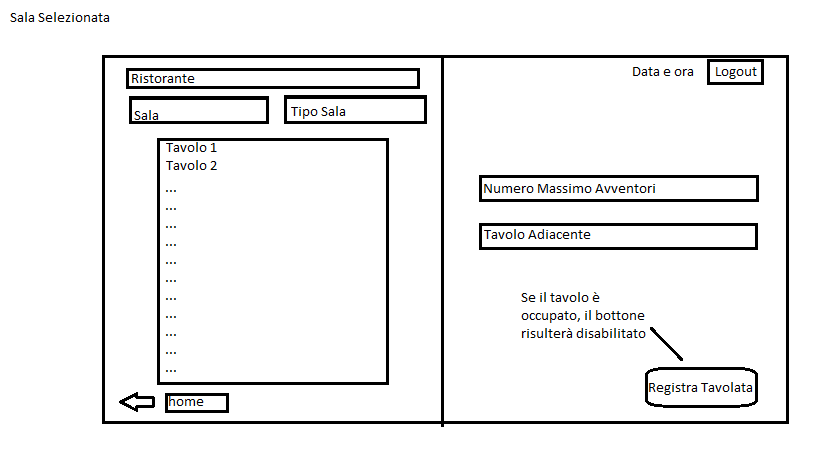 Sala Selezionata
Ristorante
Data e ora
Logout
Sala
Tipo Sala
Tavolo 1
Tavolo 2
...
...
...
...
...
...
...
...
...
...
...
Numero Massimo Avventori
Tavolo Adiacente
Se il tavolo è
occupato, il bottone
risulterà disabilitato
Registra Tavolata
home